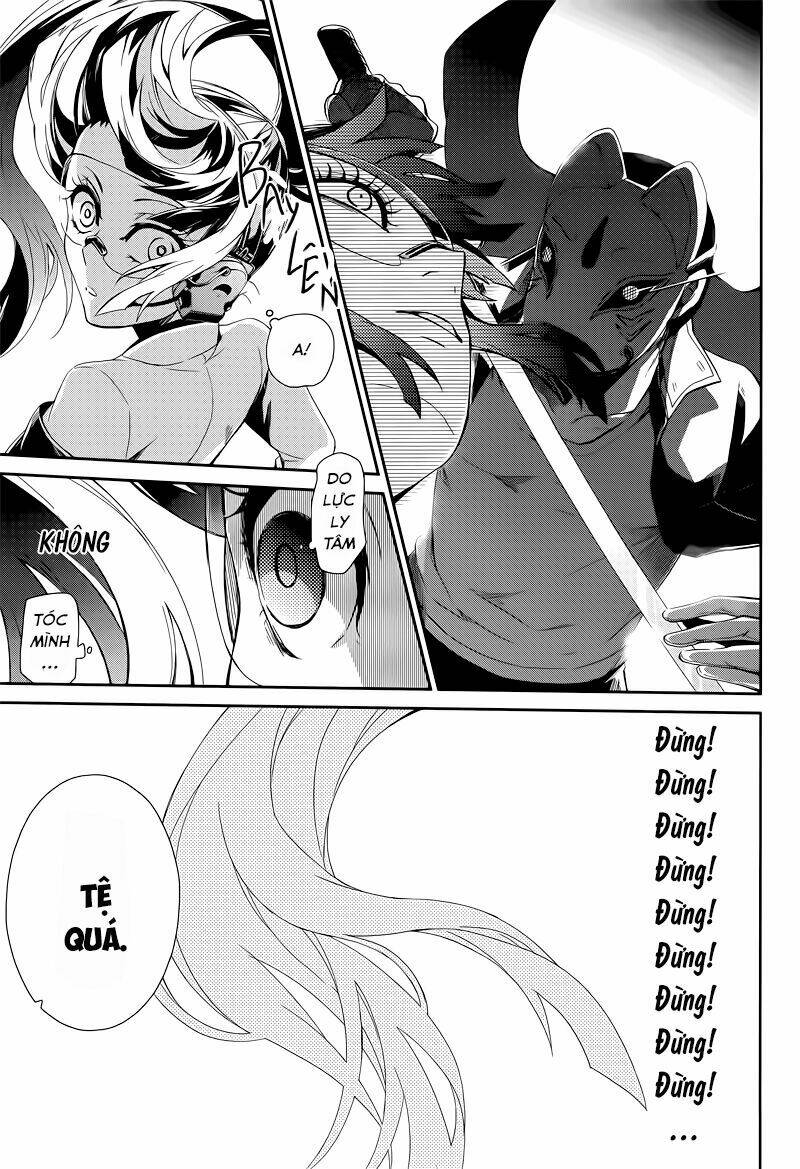 BAY
LÊN
A!
DO
LỰC
LY
TÂM
KHÔNG
TÓC
MÌNH
...
Đừng!
Đừng!
Đừng!
Đừng!
Đừng!
Đừng!
Đừng!
Đừng!
Đừng!
...
TỆ
QUÁ.